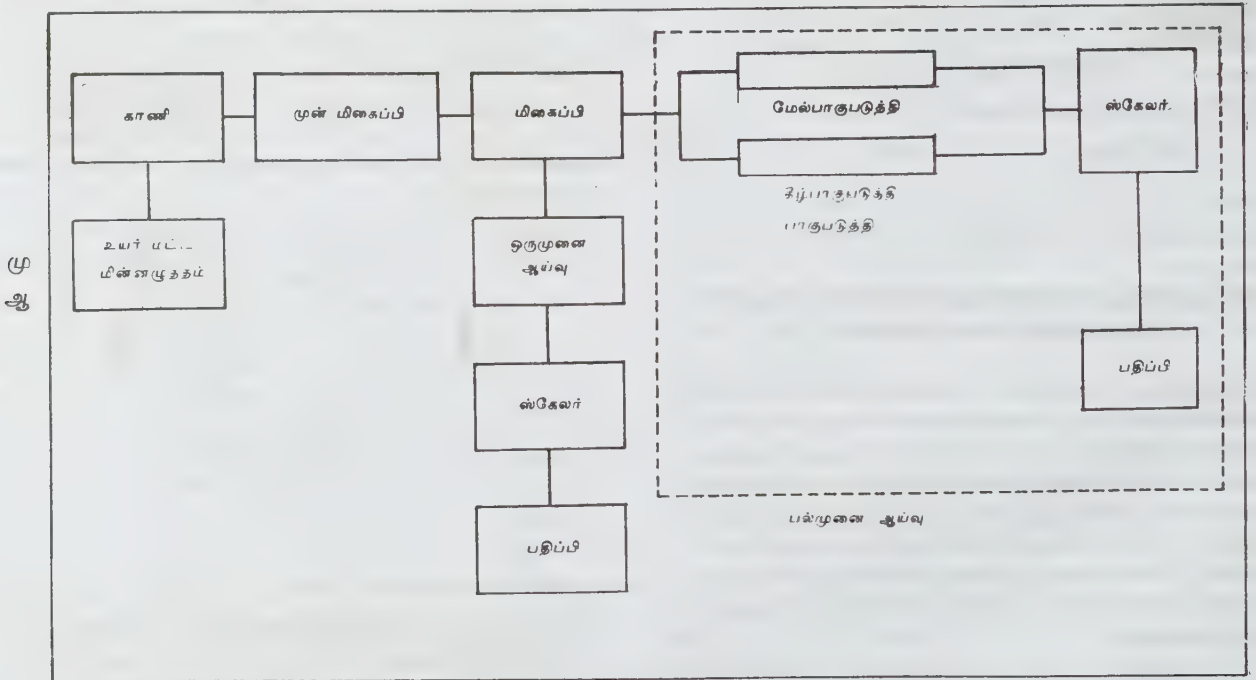 காணி
முன் மிகைப்பி
மிகைப்பி
மேல்பாகுபடுத்தி
ஸ்கேலர்
கீழ்பாகுபடுத்தி
பாகுபடுத்தி
உயர்
மின்னழுத்தம்
ஒருமுனை
ஆய்வு
ஸ்கேலர்
பதிப்பி
பதிப்பி
பல்முனை ஆய்வு
மு
ஆ